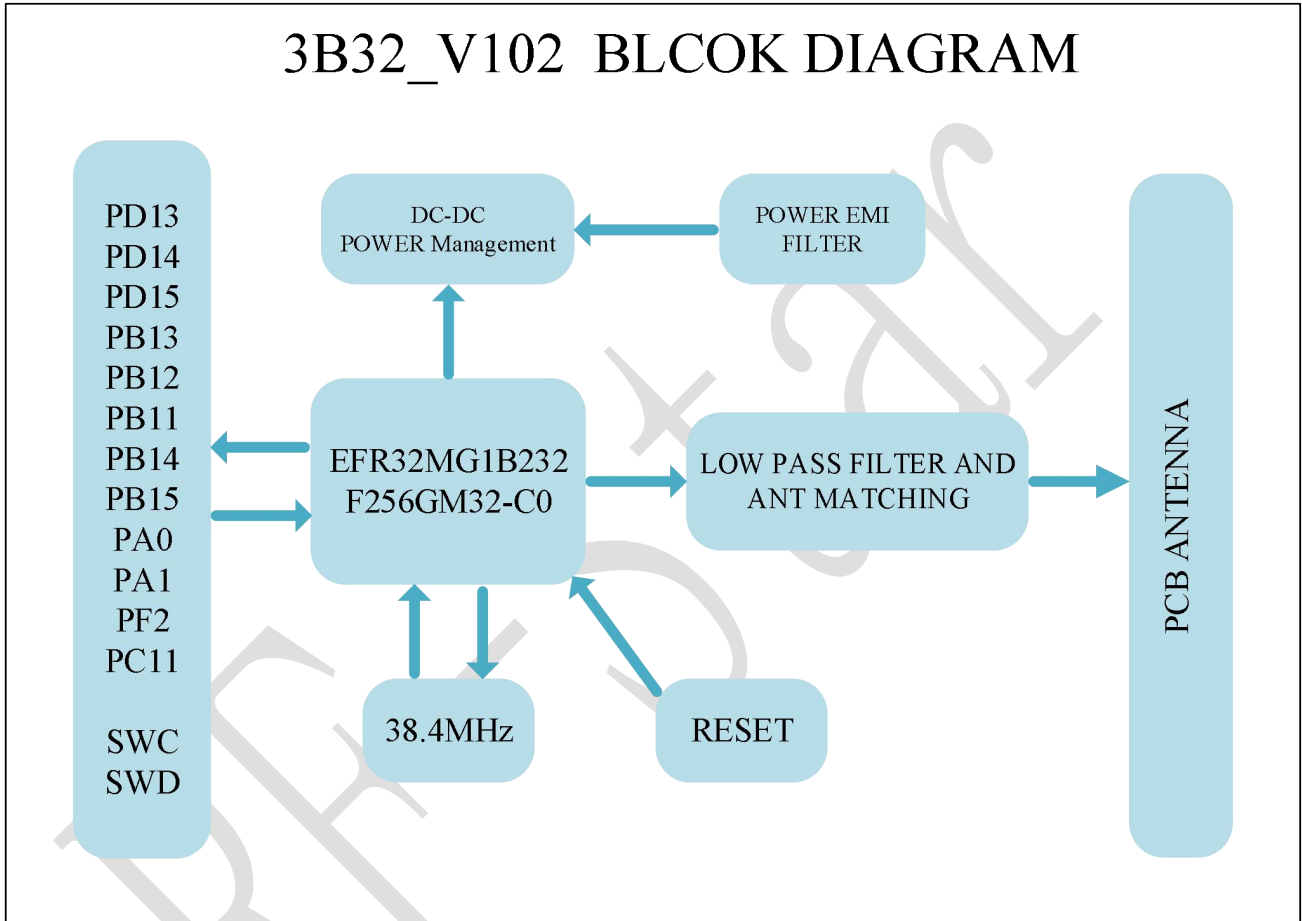 3B32_V102 BLCOK DIAGRAM
PD13
PD14
PD15
PB13
PB12
PB11
PB14
PB15
PA0
PA1
PF2
PC11
SWC
SWD
DC-DC
POWER Management
POWER EMI
FILTER
EFR32MG1B232
F256GM32-C0
LOW PASS FILTER AND
ANT MATCHING
PCB ANTENNA
38.4MHz
RESET
RF-Star